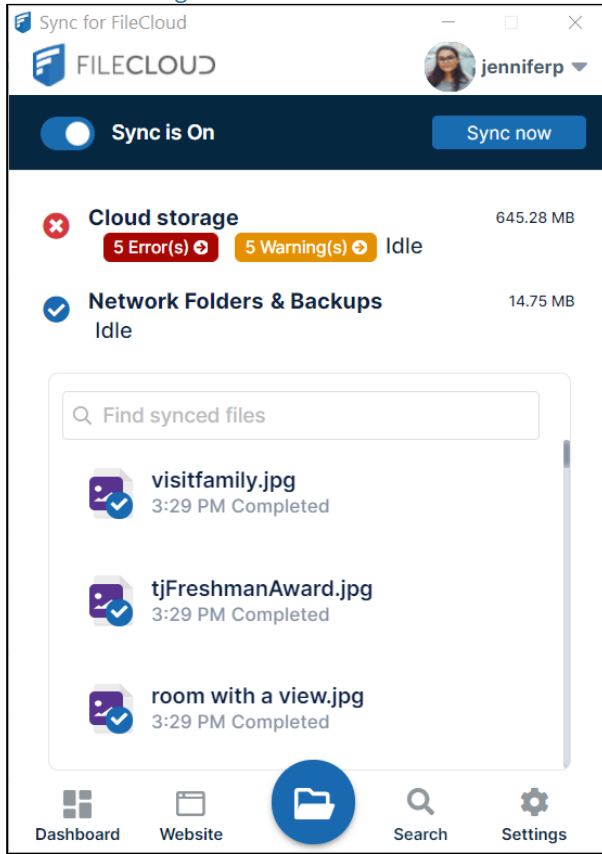 Sync for FileCloud
FILECLOUD
jenniferp
Sync is On
Sync now
Cloud storage
645.28 MB
5 Error(s)
5 Warning(s)
Idle
Network Folders & Backups
14.75 MB
Idle
Find synced files
visitfamily.jpg
3:29 PM Completed
tjFreshmanAward.jpg
3:29 PM Completed
room with a view.jpg
3:29 PM Completed
Dashboard
Website
Search
Settings